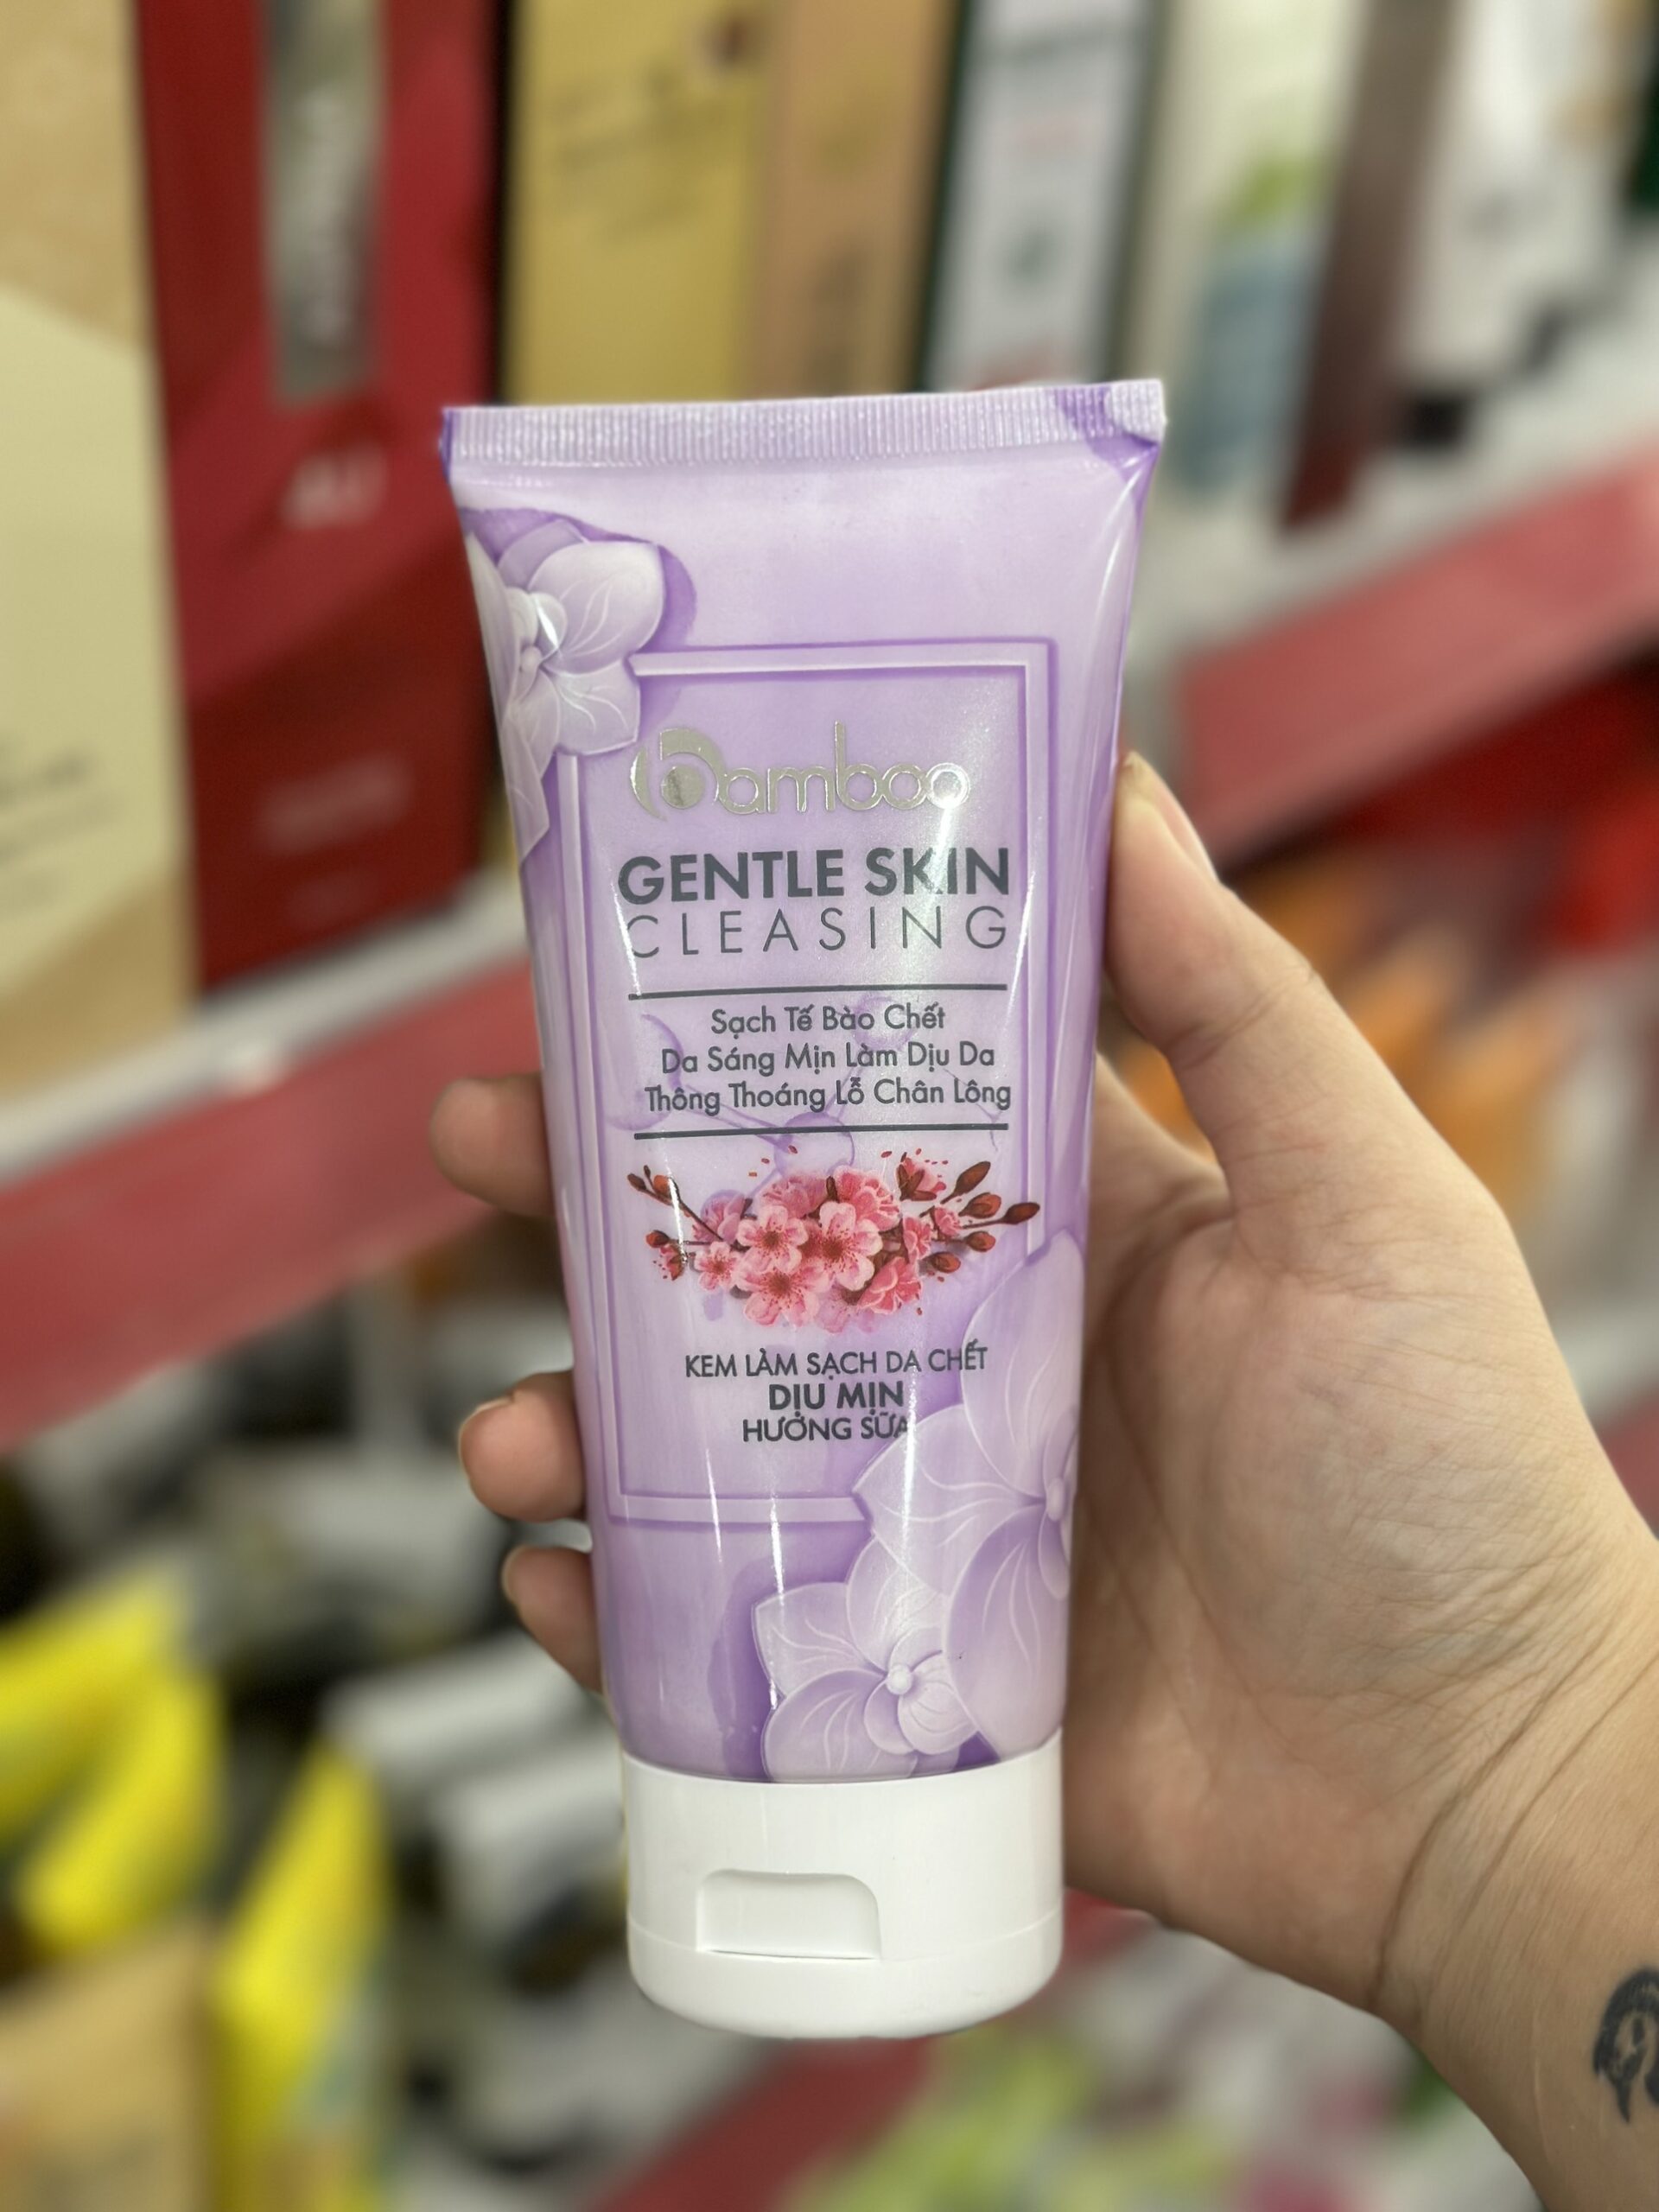 bamboo
GENTLE SKIN
CLEASING
Sạch Tế Bào Chết
Da Sáng Mịn Làm Dịu Da
Thông Thoáng Lỗ Chân Lông
KEM LÀM SẠCH DA CHẾT
DỊU MỊN
HƯỚNG SỮA